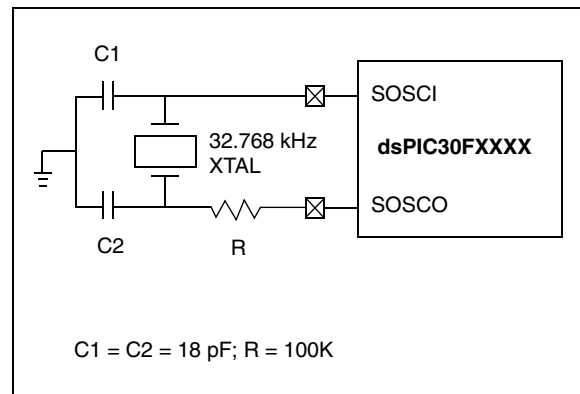 C1
SOSCI
32.768 kHz
XTAL
dsPIC30FXXXX
SOSCO
C2
R
C1 = C2 = 18 pF; R = 100K